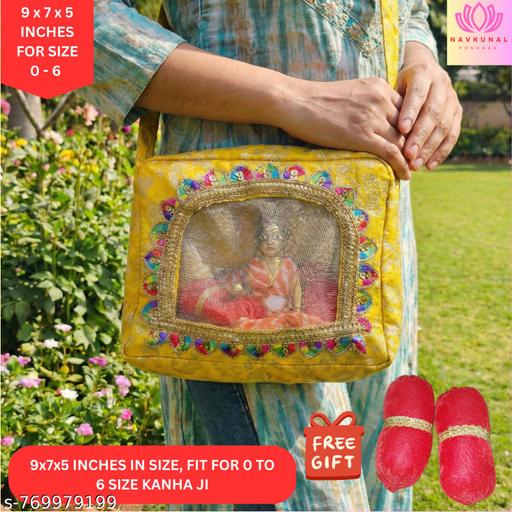 9 x 7 x 5
INCHES
FOR SIZE
0 - 6
NAVKUNAL
POSHAAK
FREE
GIFT
9x7x5 INCHES IN SIZE, FIT FOR 0 TO
6 SIZE KANHA JI
s-769979199